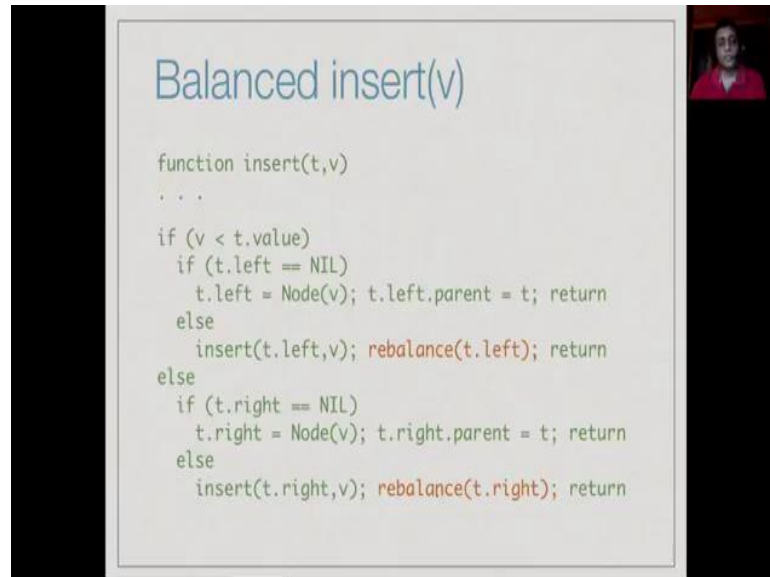 Balanced insert(v)
function insert(t,v)
. . .
if (v < t.value)
if (t.left == NIL)
t.left = Node(v); t.left.parent = t; return
else
insert(t.left,v); rebalance(t.left); return
else
if (t.right == NIL)
t.right = Node(v); t.right.parent = t; return
else
insert(t.right,v); rebalance(t.right); return